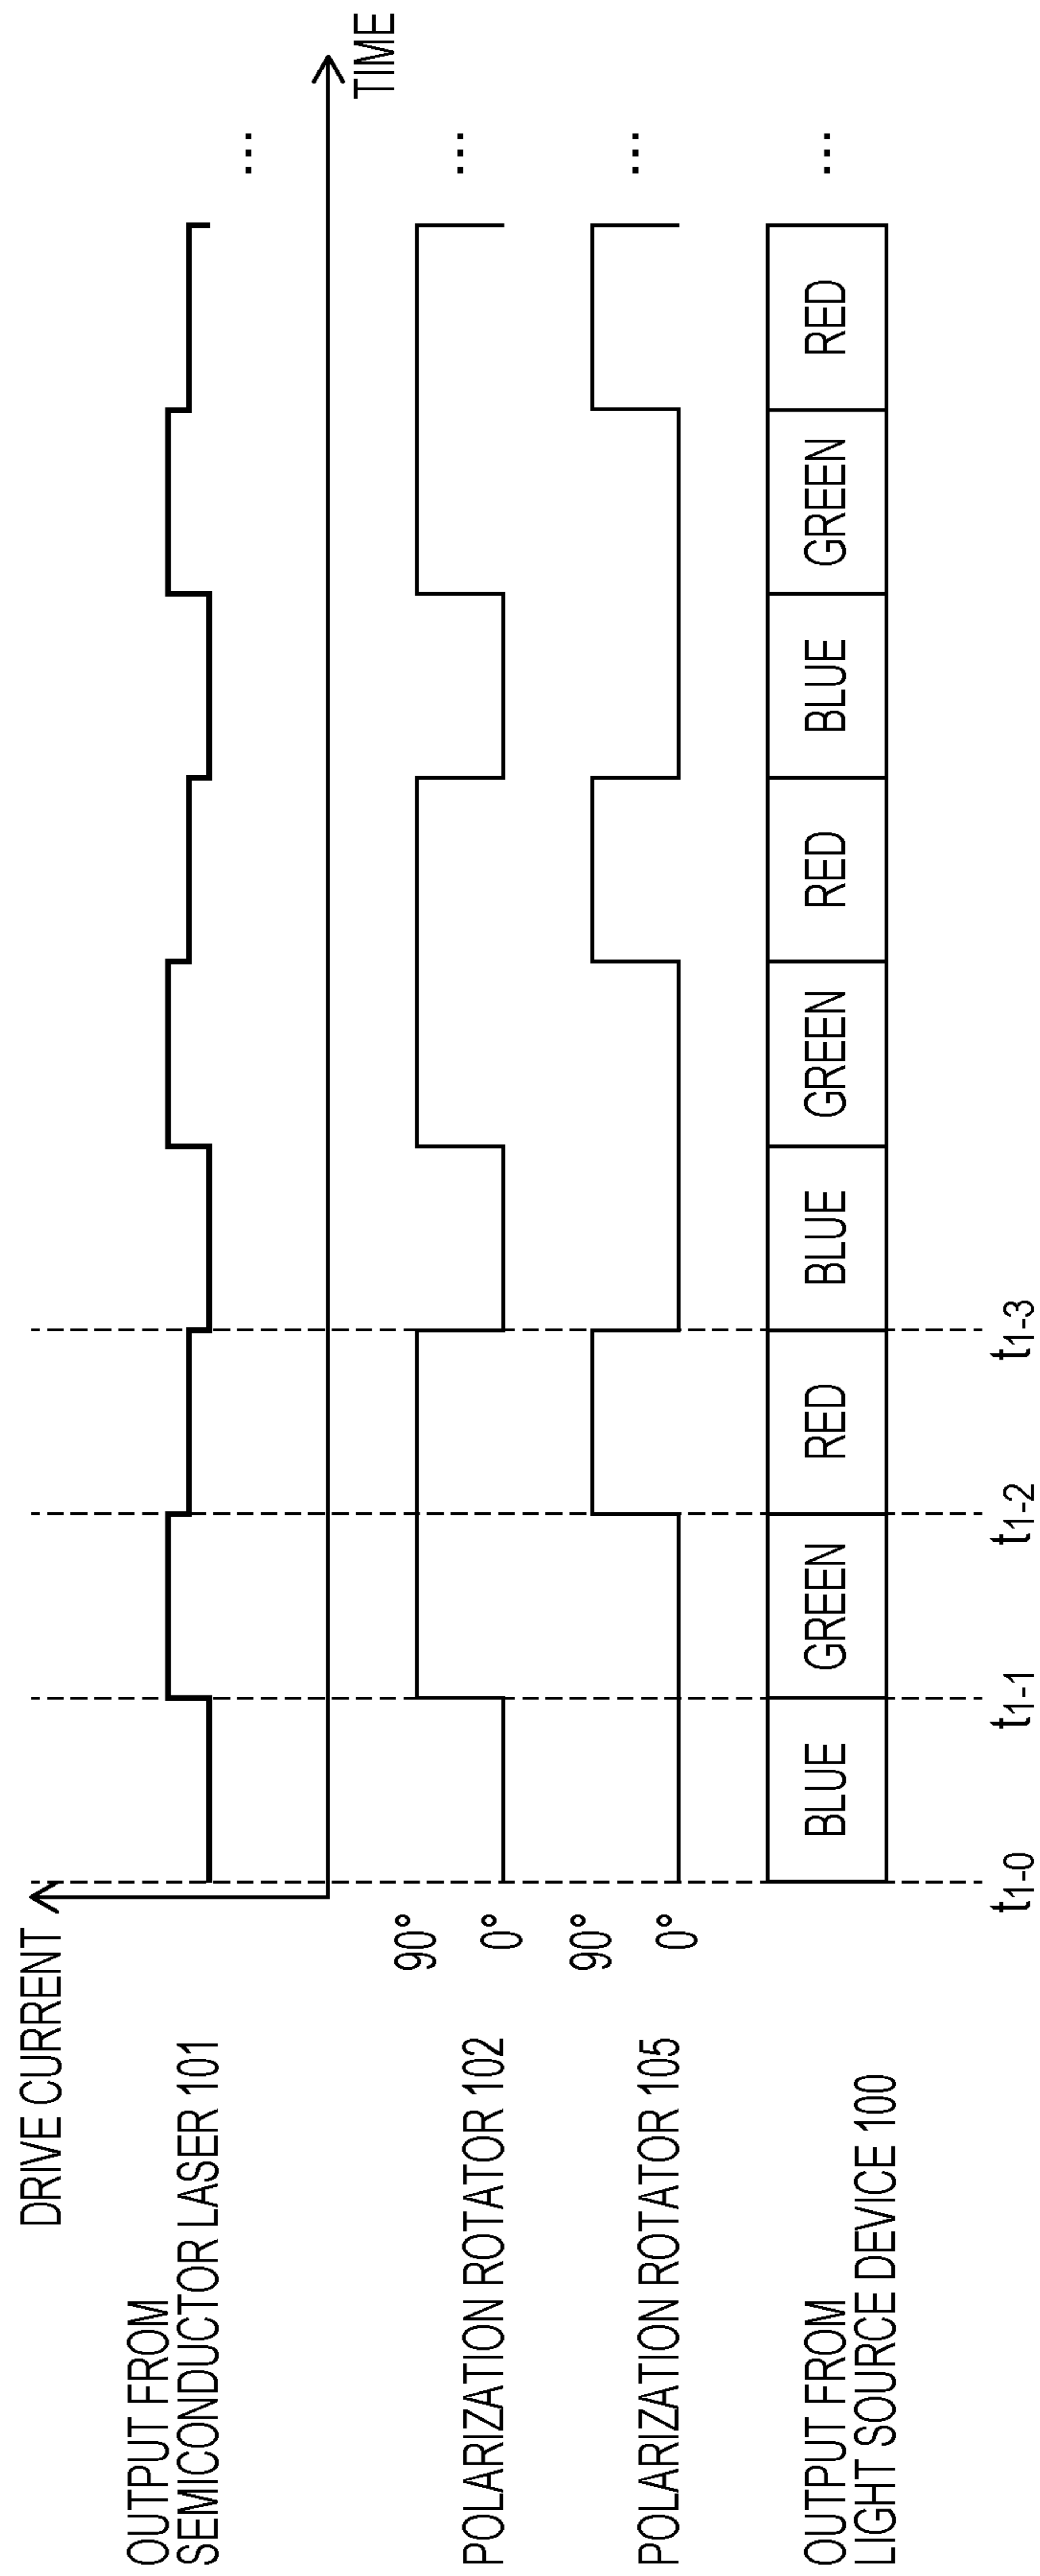 DRIVE CURRENT
OUTPUT FROM
SEMICONDUCTOR LASER 101
...
TIME
POLARIZATION ROTATOR 102
90°
0°
...
POLARIZATION ROTATOR 105
90°
0°
...
OUTPUT FROM
LIGHT SOURCE DEVICE 100
BLUE GREEN RED BLUE GREEN RED BLUE GREEN RED ...
t1-0 t1-1 t1-2 t1-3